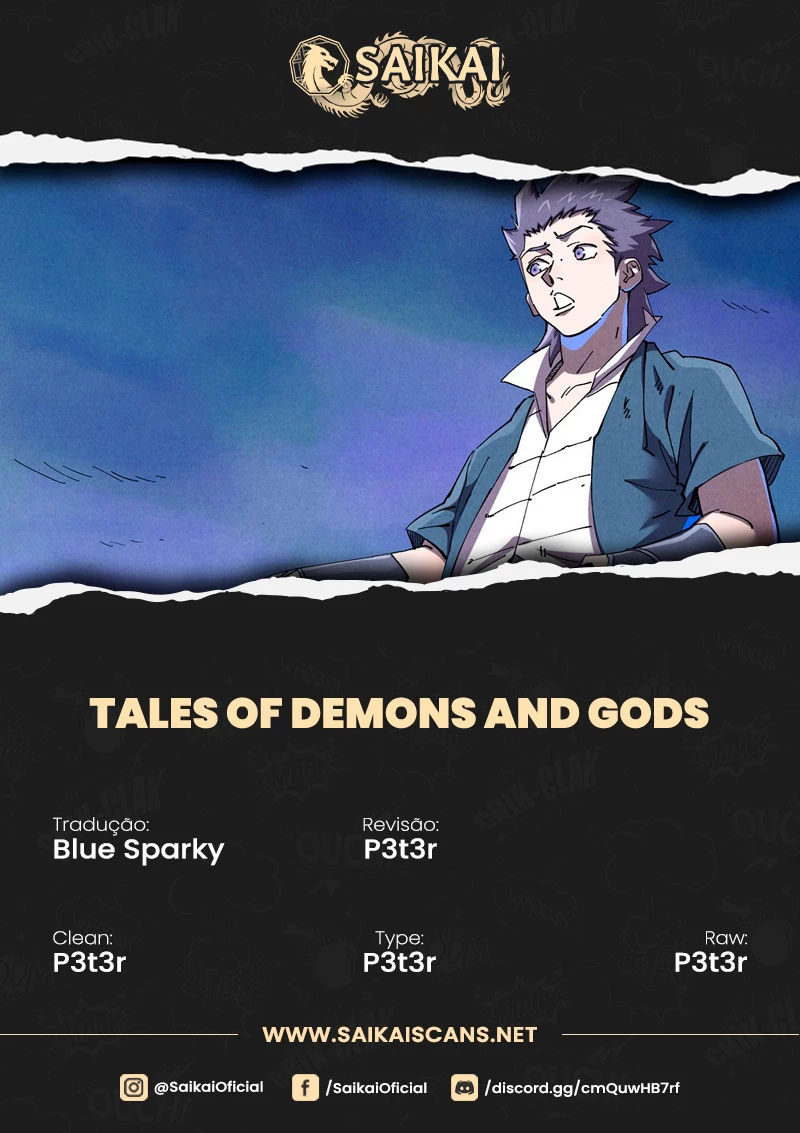 SAIKAI
TALES OF DEMONS AND GODS
Tradução:
Blue Sparky
Revisão:
P3t3r
Clean:
P3t3r
Type:
P3t3r
Raw:
P3t3r
WWW.SAIKAISCANS.NET
@SaikaiOficial
/SaikaiOficial
/discord.gg/cmQuwHB7rf